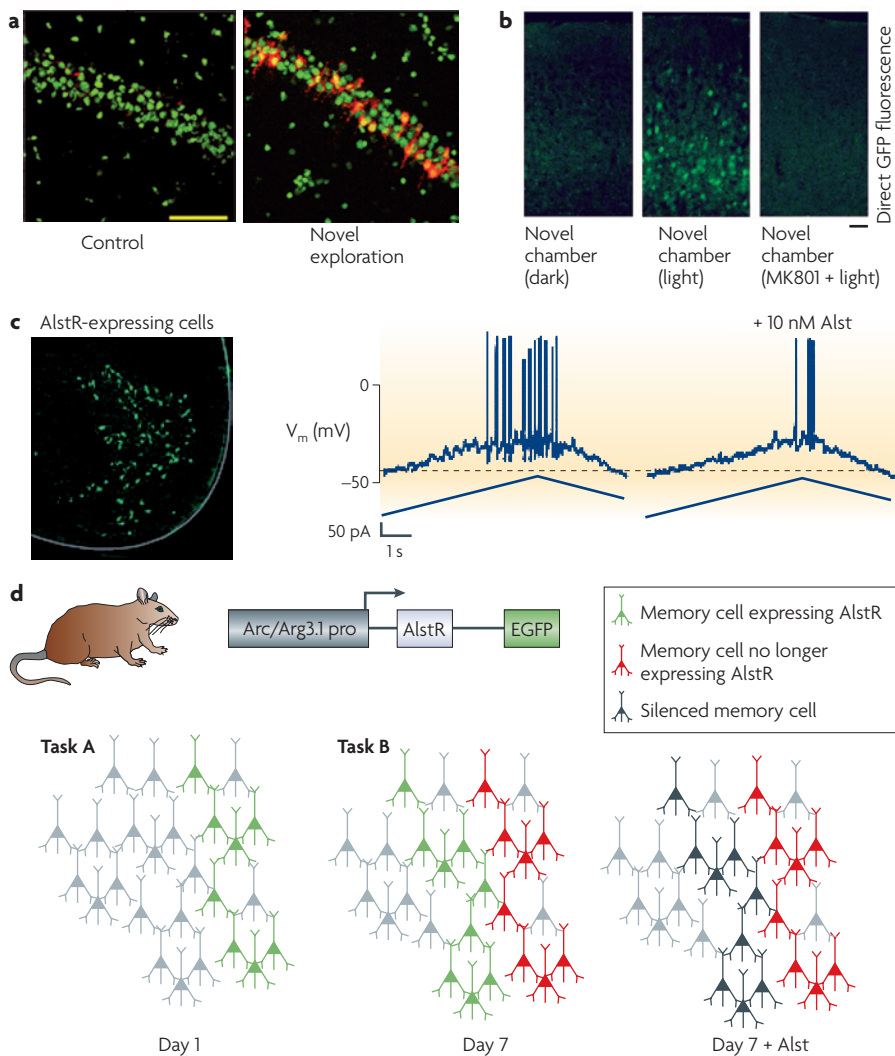 a
Control
Novel
exploration
b
Novel
chamber
(dark)
Novel
chamber
(light)
Novel
chamber
(MK801 + light)
Direct GFP fluorescence
c
AlstR-expressing cells
+ 10 nM Alst
0
Vm (mV)
–50
50 pA
1 s
d
Arc/Arg3.1 pro
AlstR
EGFP
Memory cell expressing AlstR
Memory cell no longer
expressing AlstR
Silenced memory cell
Task A
Task B
Day 1
Day 7
Day 7 + Alst